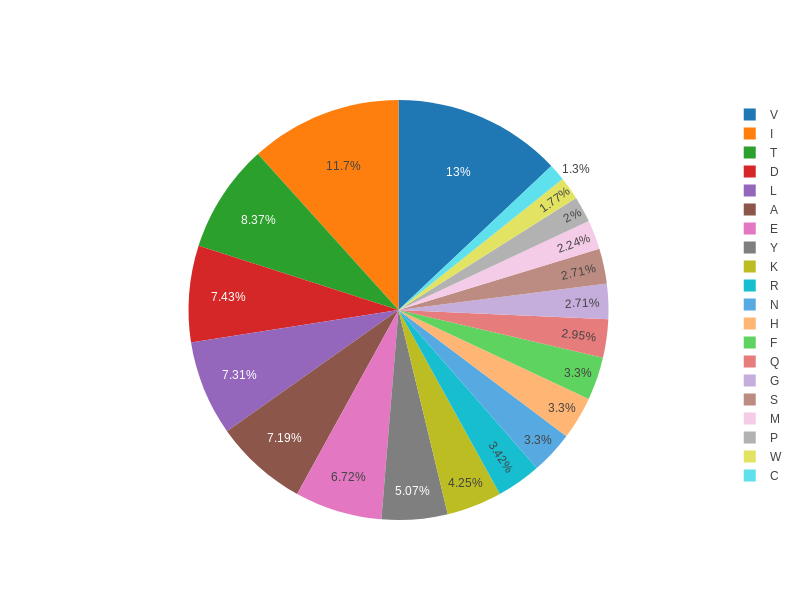 13%
11.7%
8.37%
7.43%
7.31%
7.19%
6.72%
5.07%
4.25%
3.42%
3.3%
3.3%
3.3%
2.95%
2.71%
2.71%
2.24%
2%
1.77%
1.3%
V
I
T
D
L
A
E
Y
K
R
N
H
F
Q
G
S
M
P
W
C